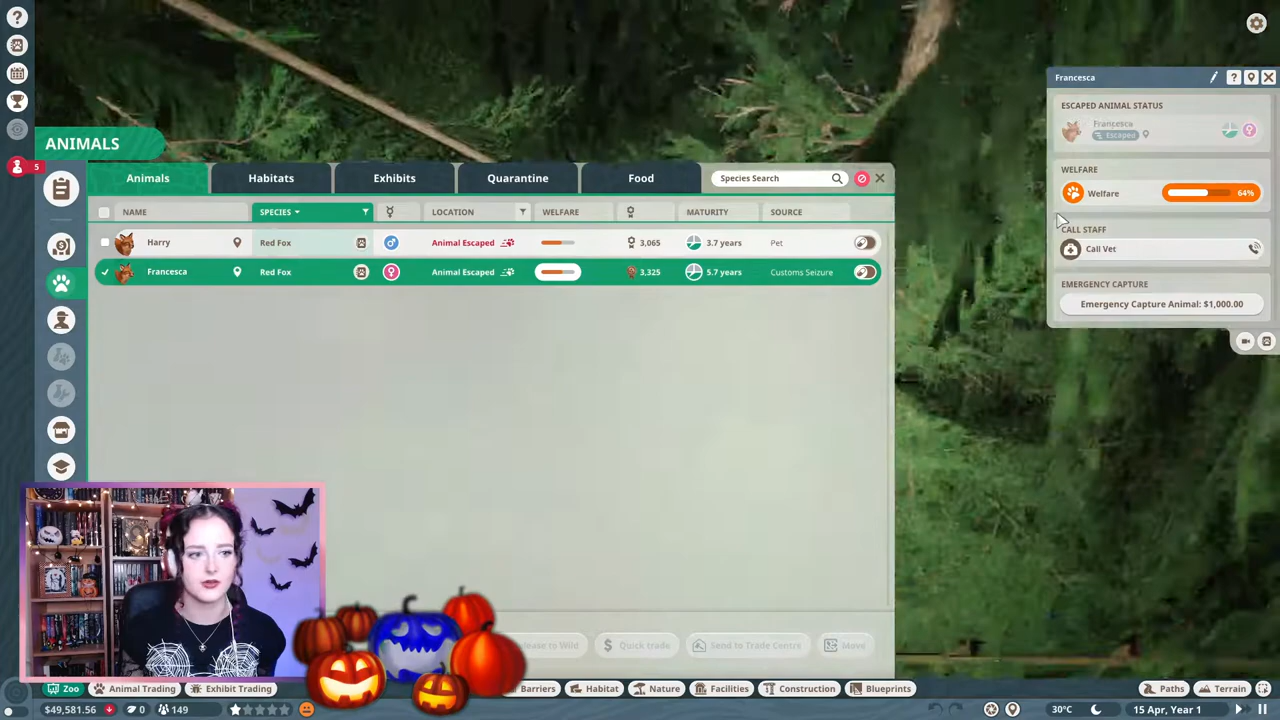 Francesca
ESCAPED ANIMAL STATUS
Francesca
Escaped
WELFARE
Welfare
64%
CALL STAFF
Call Vet
EMERGENCY CAPTURE
Emergency Capture Animal: $1,000.00
ANIMALS
5
Animals
Habitats
Exhibits
Quarantine
Food
Species Search
NAME
SPECIES
LOCATION
WELFARE
MATURITY
SOURCE
Harry
Red Fox
Animal Escaped
3,065
3.7 years
Pet
Francesca
Red Fox
Animal Escaped
3,325
5.7 years
Customs Seizure
Release to Wild
Quick trade
Send to Trade Centre
Move
Zoo
Animal Trading
Exhibit Trading
Barriers
Habitat
Nature
Facilities
Construction
Blueprints
Paths
Terrain
$49,581.56
0
149
30°C
15 Apr, Year 1